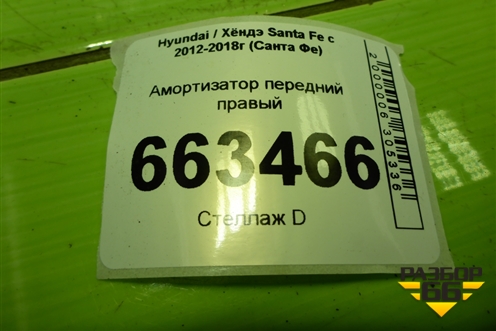 Hyundai / Хёндэ Santa Fe с
2012-2018г (Санта Фе)
Амортизатор передний
правый
663466
Стеллаж D
2000006305336
РАЗБОР
66